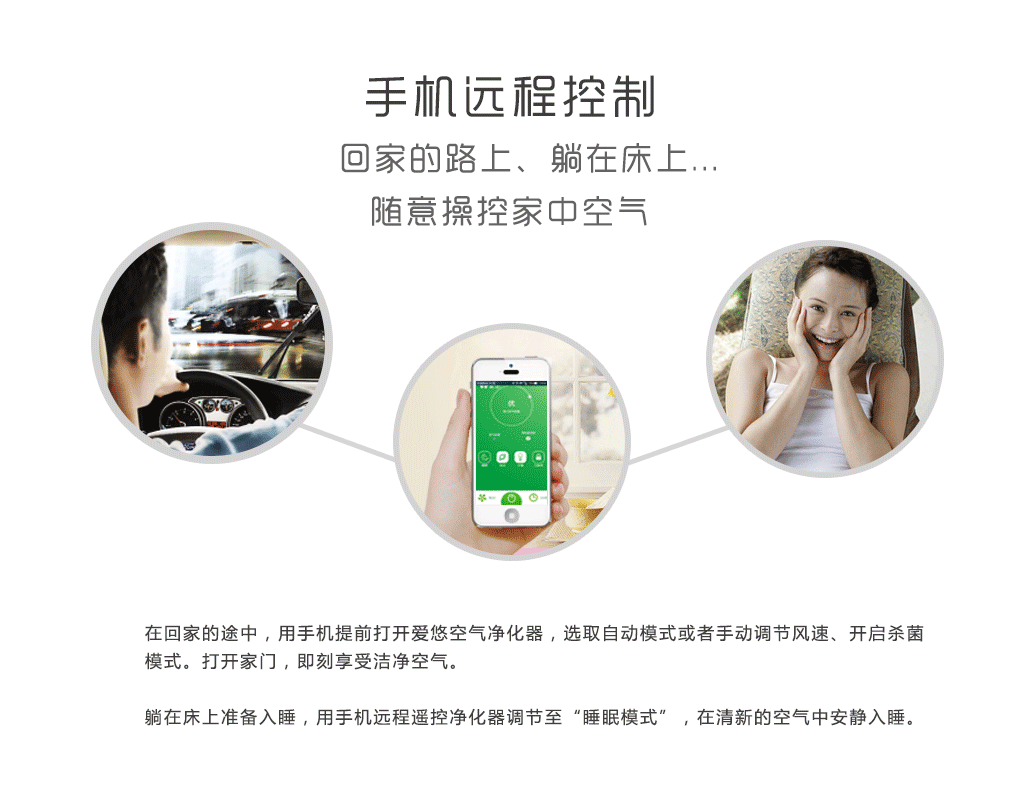 手机远程控制
回家的路上、躺在床上...
随意操控家中空气
优
在回家的途中，用手机提前打开爱悠空气净化器，选取自动模式或者手动调节风速、开启杀菌
模式。打开家门，即刻享受洁净空气。
躺在床上准备入睡，用手机远程遥控净化器调节至“睡眠模式”，在清新的空气中安静入睡。